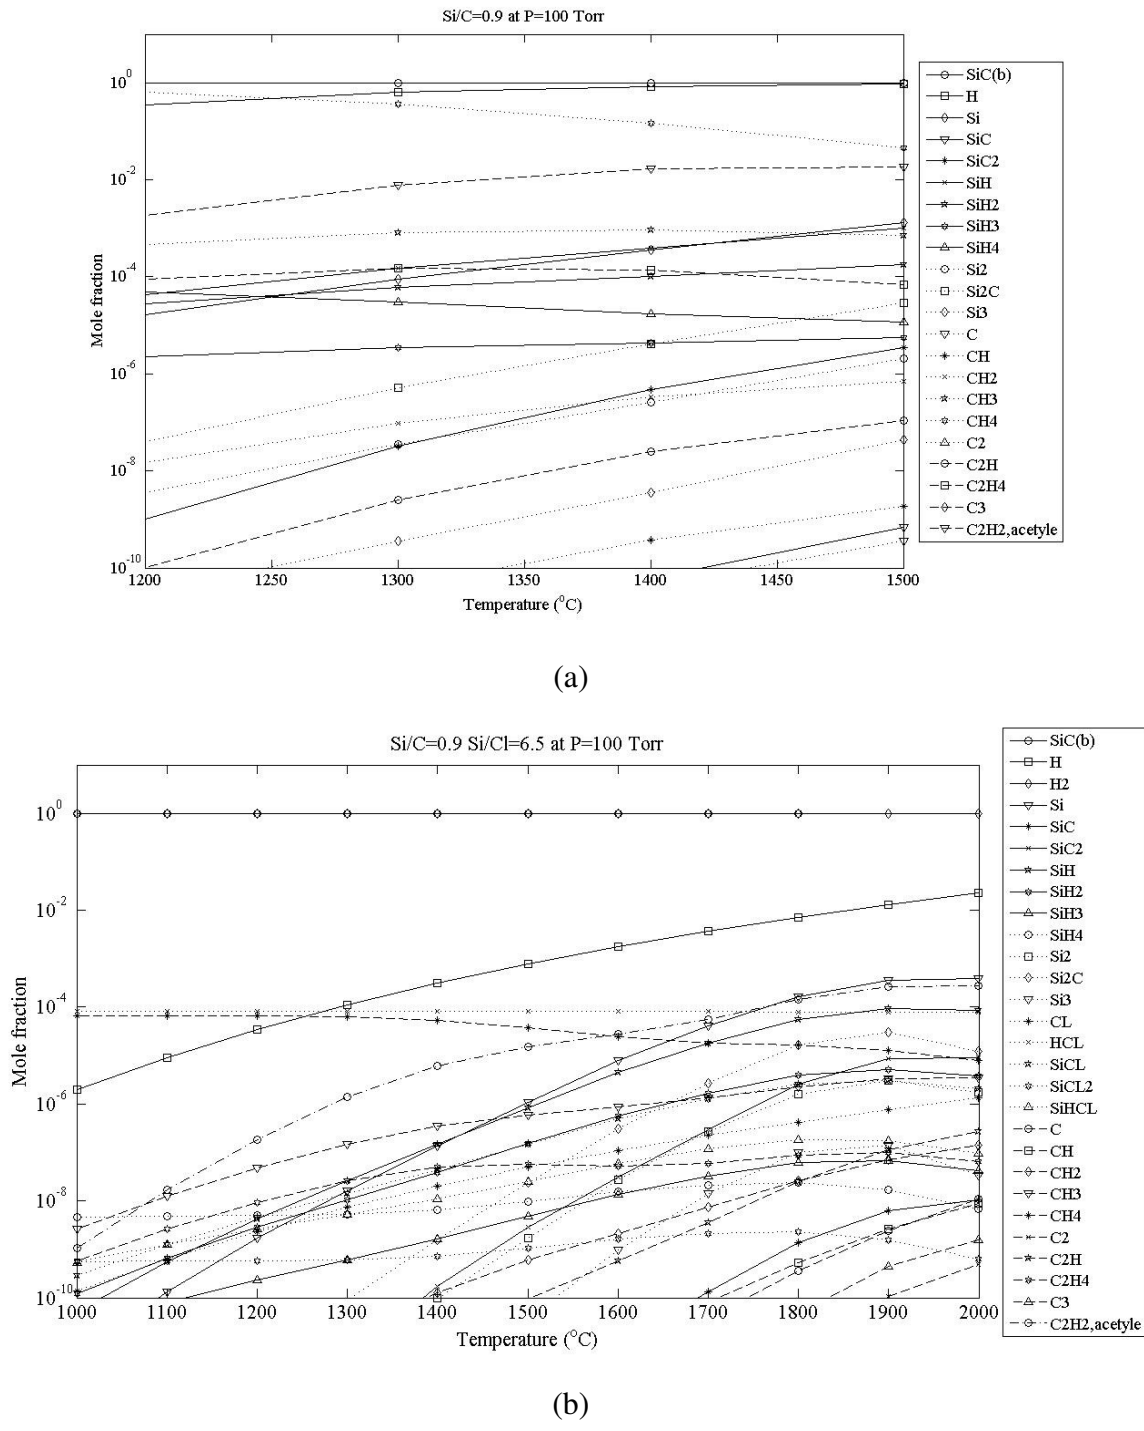 Si/C=0.9 at P=100 Torr
10^0
10^-2
10^-4
10^-6
10^-8
10^-10
Mole fraction
1200 1250 1300 1350 1400 1450 1500
Temperature (^0C)
SiC(b)
H
Si
SiC
SiC2
SiH
SiH2
SiH3
SiH4
Si2
Si2C
Si3
C
CH
CH2
CH3
CH4
C2
C2H
C2H4
C3
C2H2,acetyle
(a)
Si/C=0.9 Si/Cl=6.5 at P=100 Torr
10^0
10^-2
10^-4
10^-6
10^-8
10^-10
Mole fraction
1000 1100 1200 1300 1400 1500 1600 1700 1800 1900 2000
Temperature (°C)
SiC(b)
H
H2
Si
SiC
SiC2
SiH
SiH2
SiH3
SiH4
Si2
Si2C
Si3
CL
HCL
SiCL
SiCL2
SiHCL
C
CH
CH2
CH3
CH4
C2
C2H
C2H4
C3
C2H2,acetyle
(b)